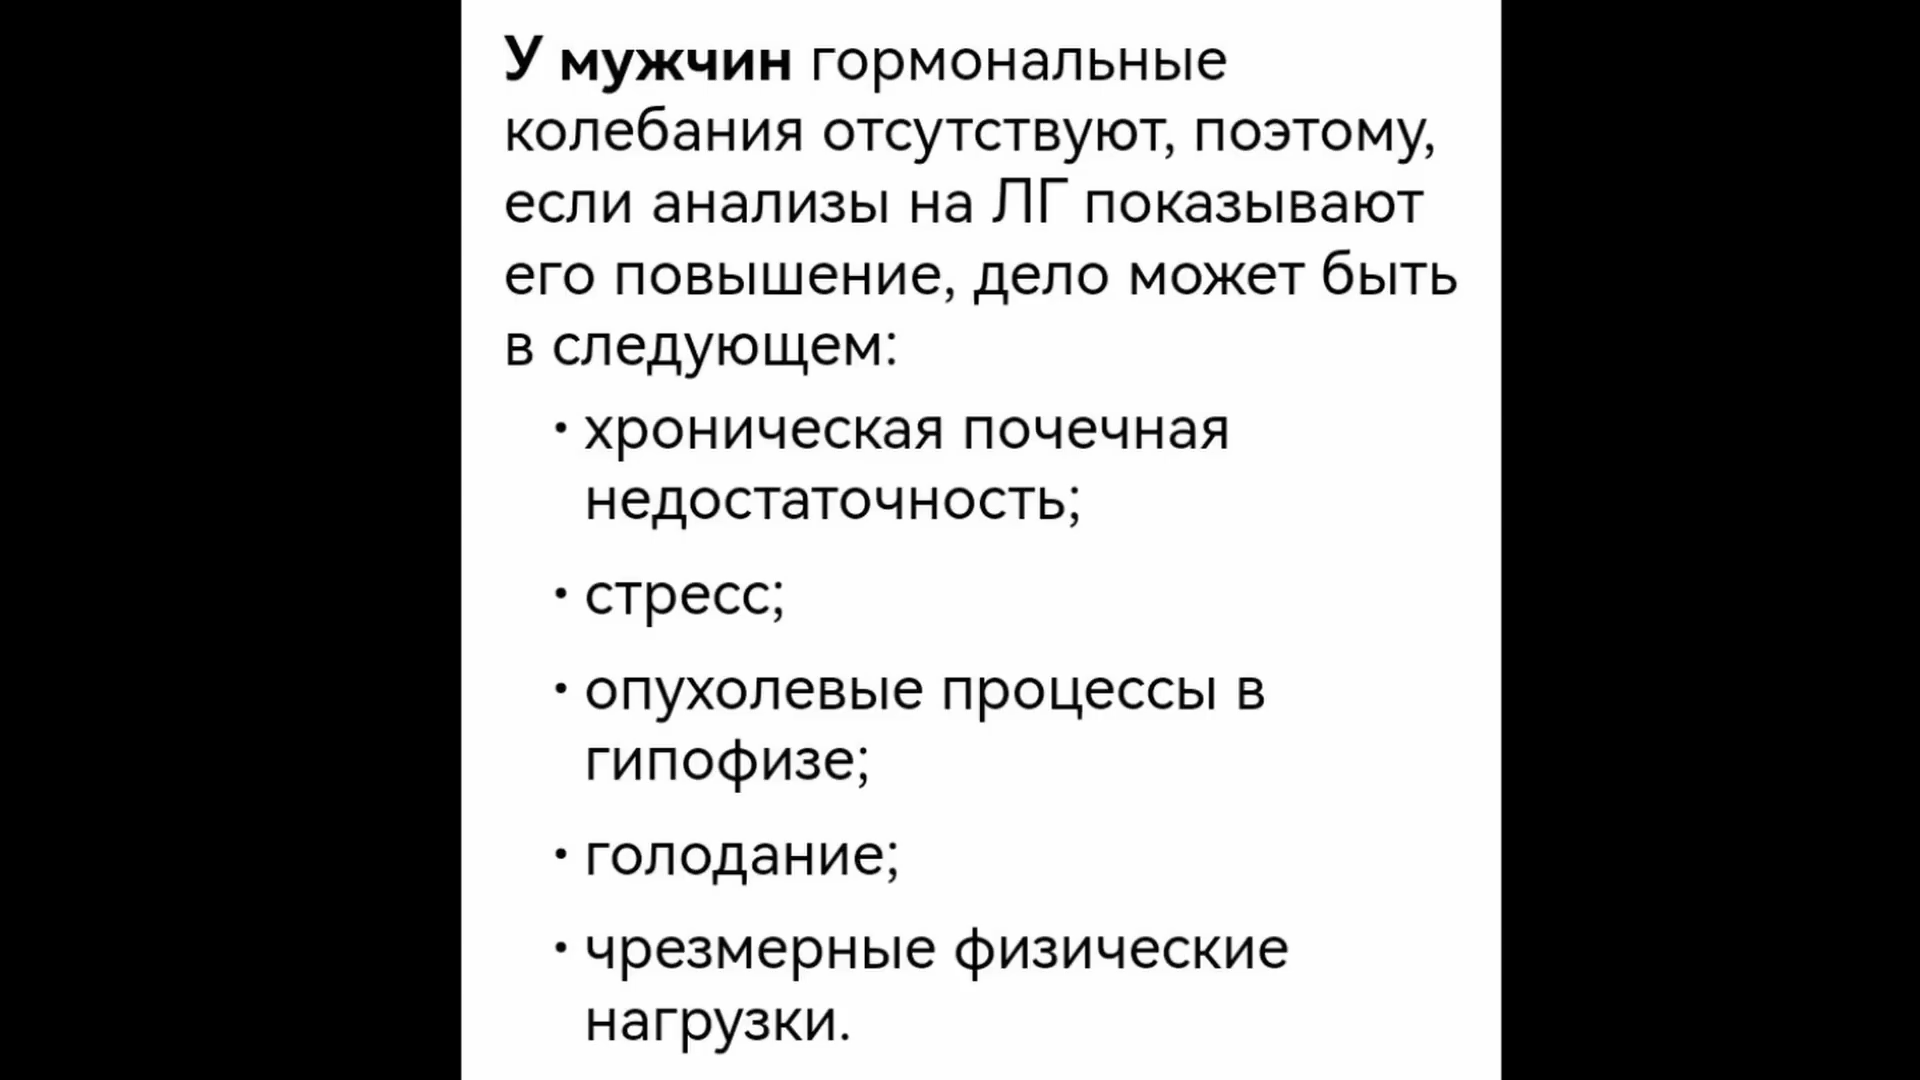 У мужчин гормональные
колебания отсутствуют, поэтому,
если анализы на ЛГ показывают
его повышение, дело может быть
в следующем:
• хроническая почечная
недостаточность;
• стресс;
• опухолевые процессы в
гипофизе;
• голодание;
• чрезмерные физические
нагрузки.